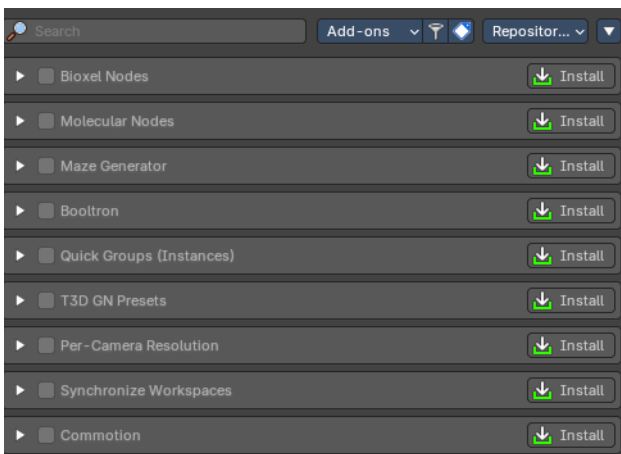 Search Add-ons Repositor...
Bioxel Nodes Install
Molecular Nodes Install
Maze Generator Install
Booltron Install
Quick Groups (Instances) Install
T3D GN Presets Install
Per-Camera Resolution Install
Synchronize Workspaces Install
Commotion Install